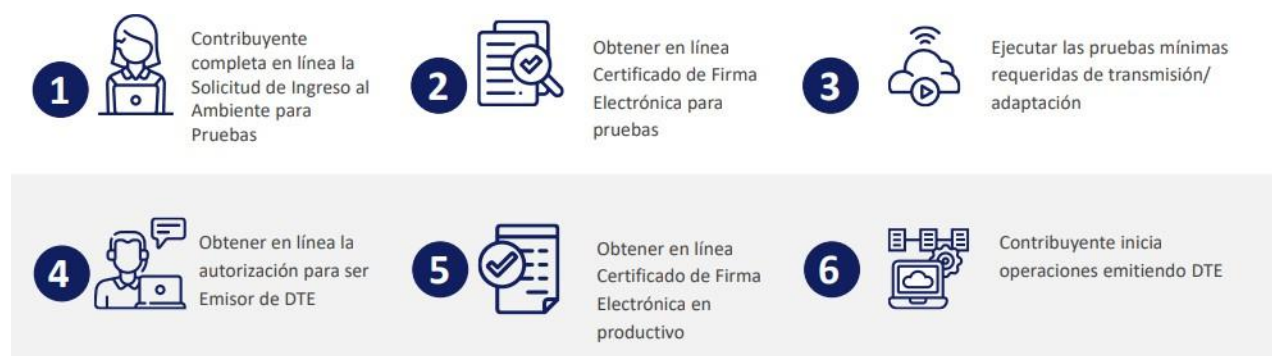 1
Contribuyente
completa en línea la
Solicitud de Ingreso al
Ambiente para
Pruebas
2
Obtener en línea
Certificado de Firma
Electrónica para
pruebas
3
Ejecutar las pruebas mínimas
requeridas de transmisión/
adaptación
4
Obtener en línea la
autorización para ser
Emisor de DTE
5
Obtener en línea
Certificado de Firma
Electrónica en
productivo
6
Contribuyente inicia
operaciones emitiendo DTE